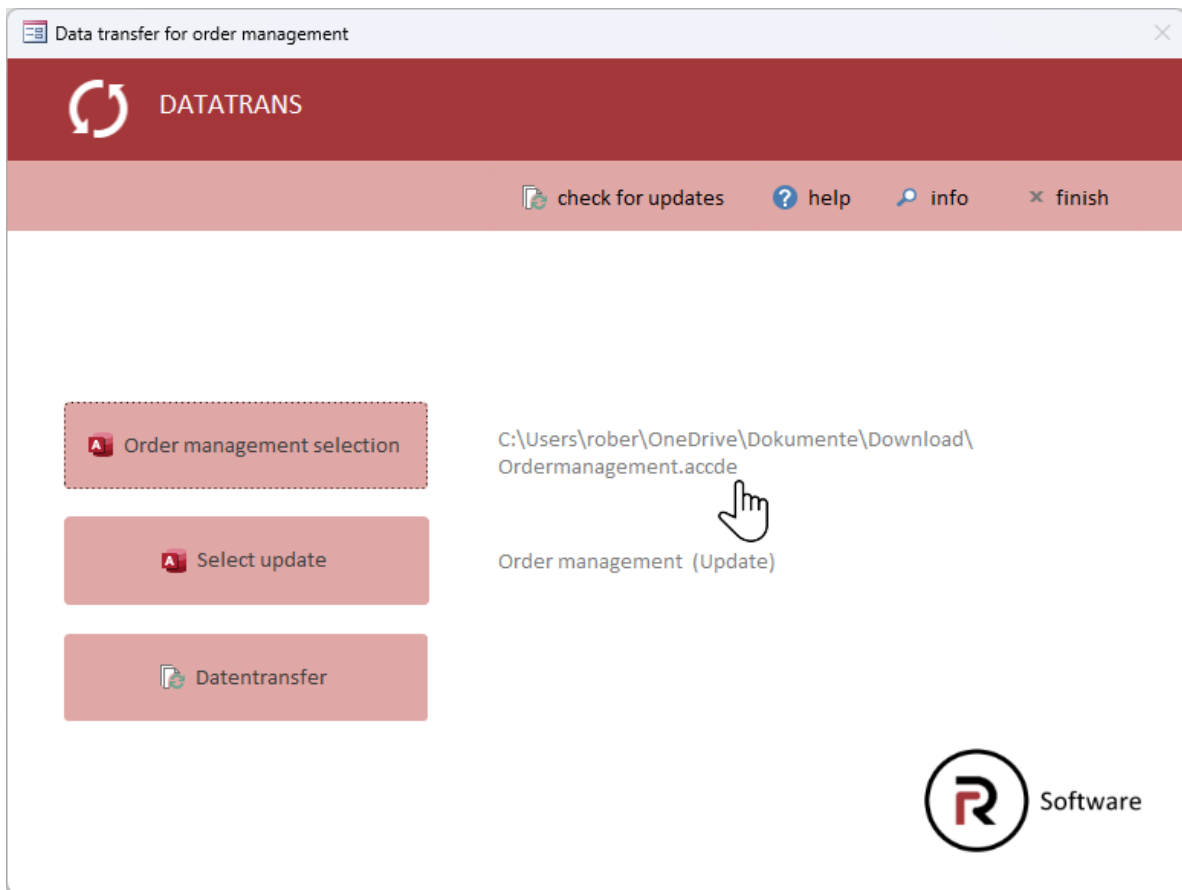 Data transfer for order management
DATATRANS
check for updates help info finish
Order management selection
C:\Users\rober\OneDrive\Dokumente\Download\
Ordermanagement.accde
Select update
Order management (Update)
Datentransfer
R Software